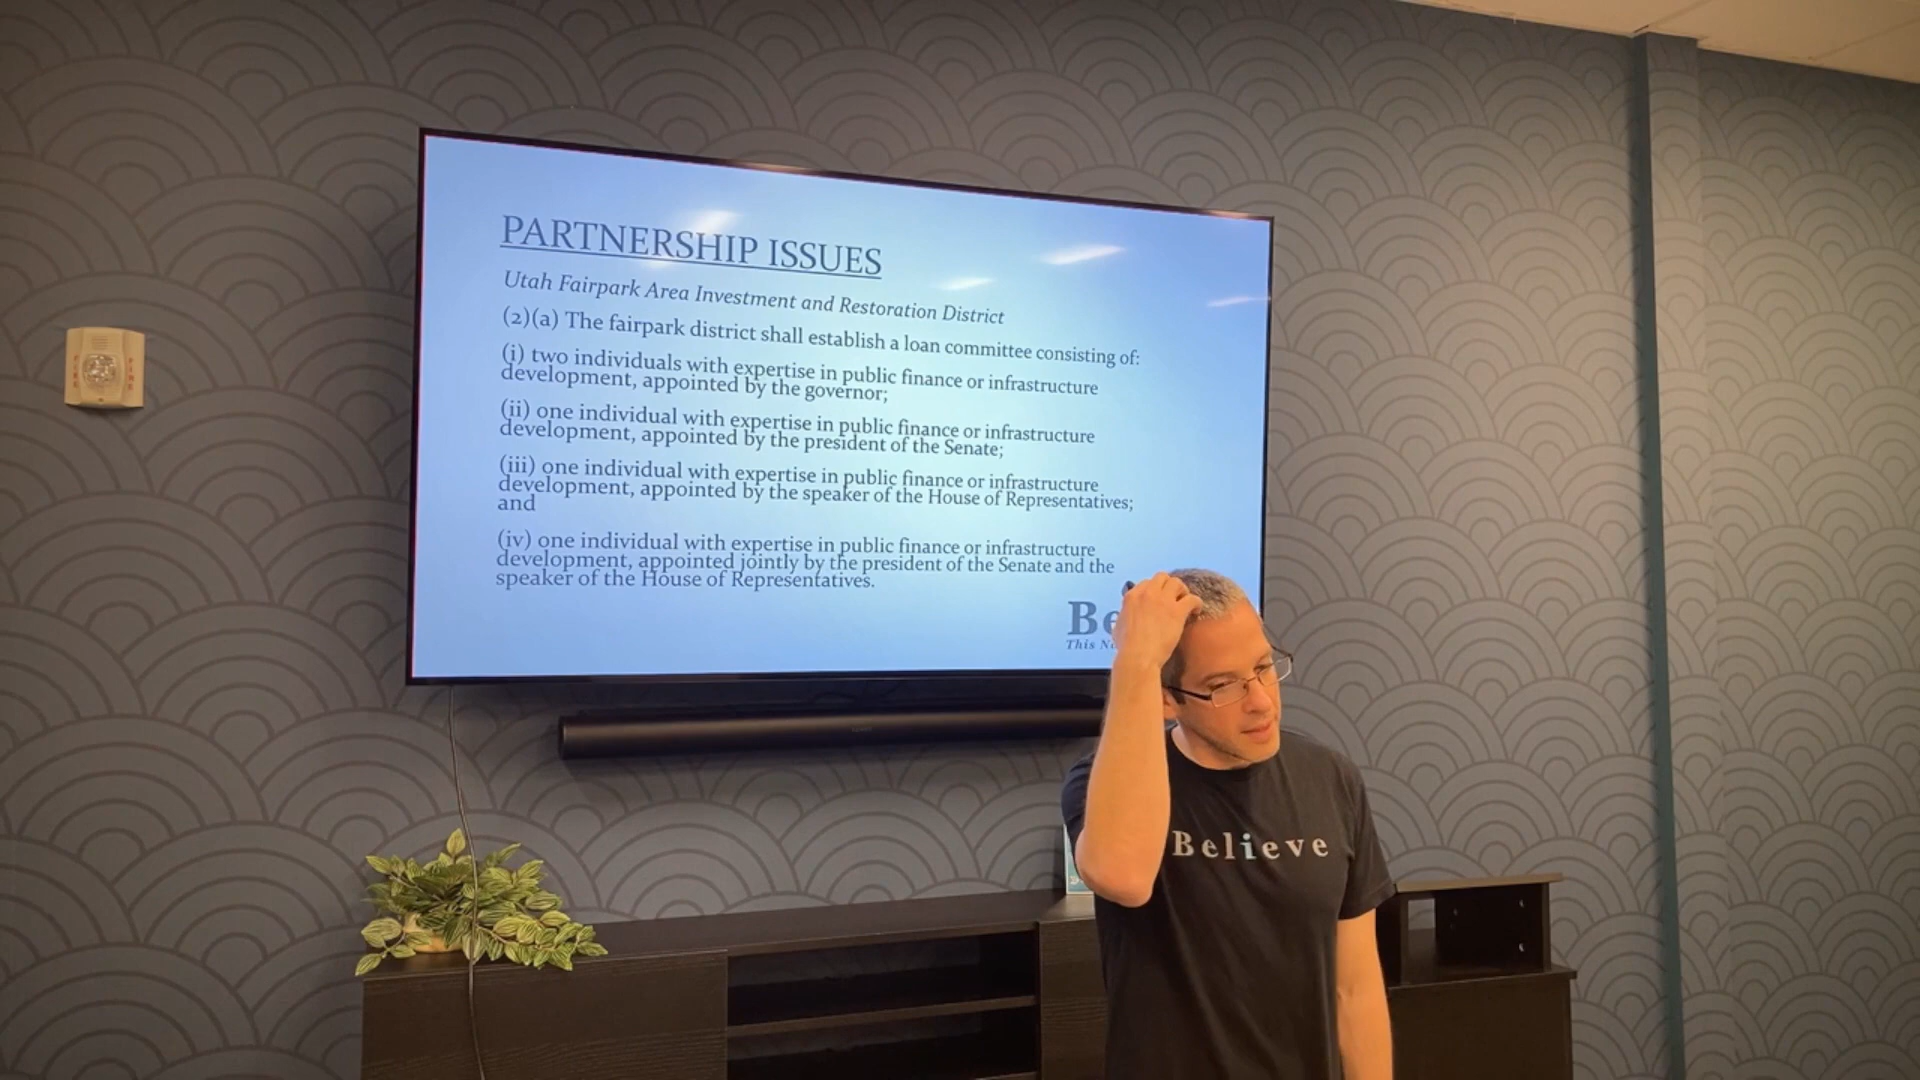 PARTNERSHIP ISSUES
Utah Fairpark Area Investment and Restoration District
(2)(a) The fairpark district shall establish a loan committee consisting of:
(i) two individuals with expertise in public finance or infrastructure
development, appointed by the governor;
(ii) one individual with expertise in public finance or infrastructure
development, appointed by the president of the Senate;
(iii) one individual with expertise in public finance or infrastructure
development, appointed by the speaker of the House of Representatives;
and
(iv) one individual with expertise in public finance or infrastructure
development, appointed jointly by the president of the Senate and the
speaker of the House of Representatives.
Be
This
Believe
FIRE
FIRE